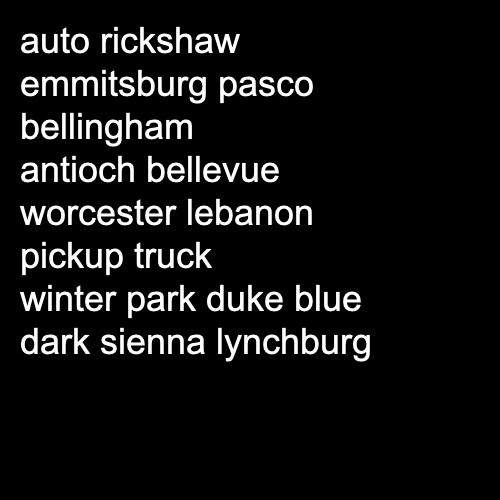 auto rickshaw
emmitsburg pasco
bellingham
antioch bellevue
worcester lebanon
pickup truck
winter park duke blue
dark sienna lynchburg